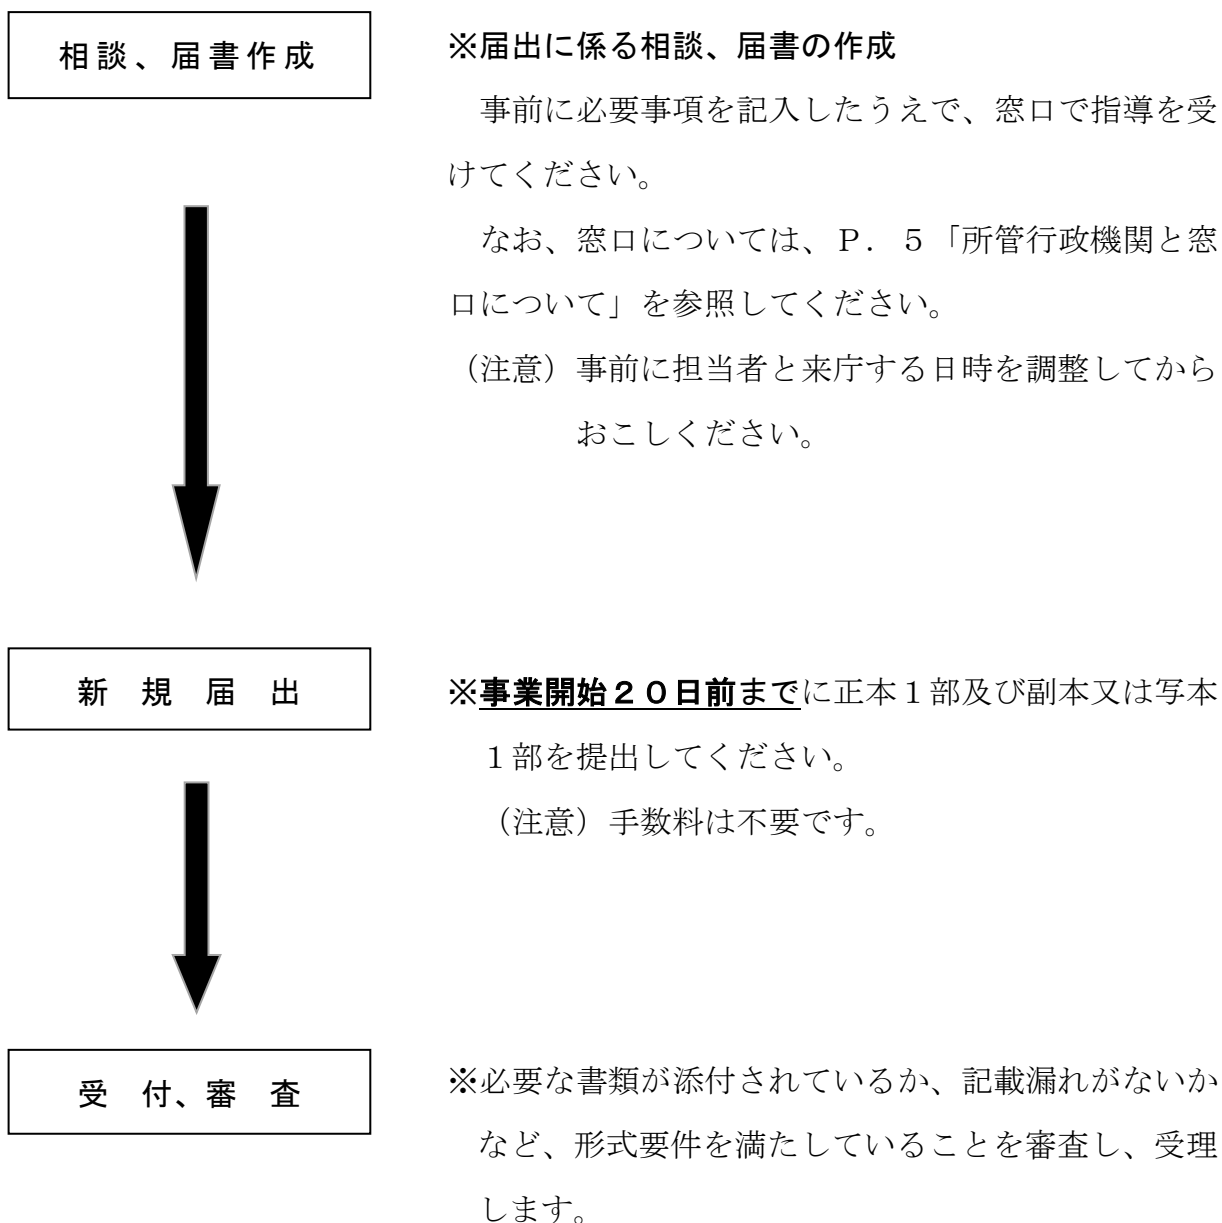 相談、届書作成
※届出に係る相談、届書の作成
事前に必要事項を記入したうえで、窓口で指導を受
けてください。
なお、窓口については、Ｐ．５「所管行政機関と窓
口について」を参照してください。
（注意）事前に担当者と来庁する日時を調整してから
おこしください。
新　規　届　出
※事業開始２０日前までに正本１部及び副本又は写本
１部を提出してください。
（注意）手数料は不要です。
受　付、審　査
※必要な書類が添付されているか、記載漏れがないか
など、形式要件を満たしていることを審査し、受理
します。